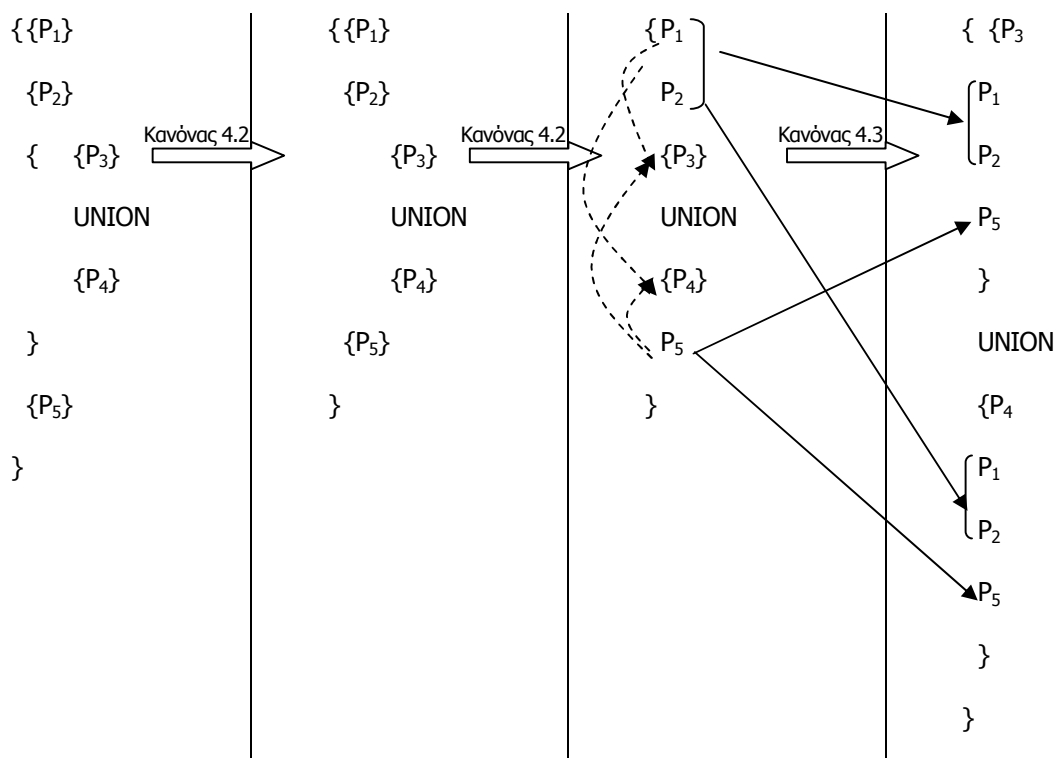 {{P₁}
{P₂}
{ {P₃}
UNION
{P₄}
}
{P₅}
}
Κανόνας 4.2
{{P₁}
{P₂}
{P₃}
UNION
{P₄}
{P₅}
}
Κανόνας 4.2
{P₁
P₂
{P₃}
UNION
{P₄}
P₅
}
Κανόνας 4.3
{ {P₃
P₁
P₂
P₅
}
UNION
{P₄
P₁
P₂
P₅
}
}